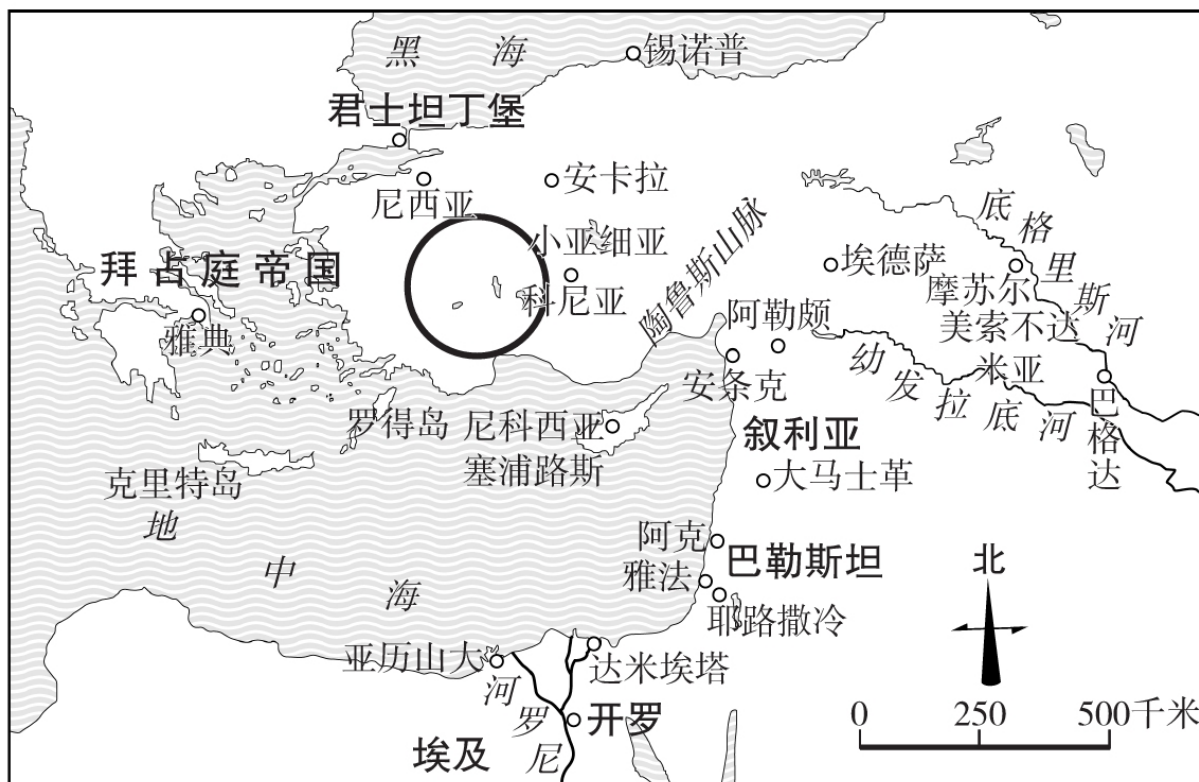 黑海
锡诺普
君士坦丁堡
安卡拉
尼西亚
小亚细亚
陶鲁斯山脉
底格里斯河
拜占庭帝国
埃德萨
科尼亚
摩苏尔
雅典
阿勒颇
美索不达
米亚
安条克
幼发拉底河
巴格达
罗得岛
尼科西亚
叙利亚
克里特岛
塞浦路斯
大马士革
地中海
阿克
巴勒斯坦
雅法
耶路撒冷
北
亚历山大
达米埃塔
尼罗河
开罗
埃及
0 250 500千米